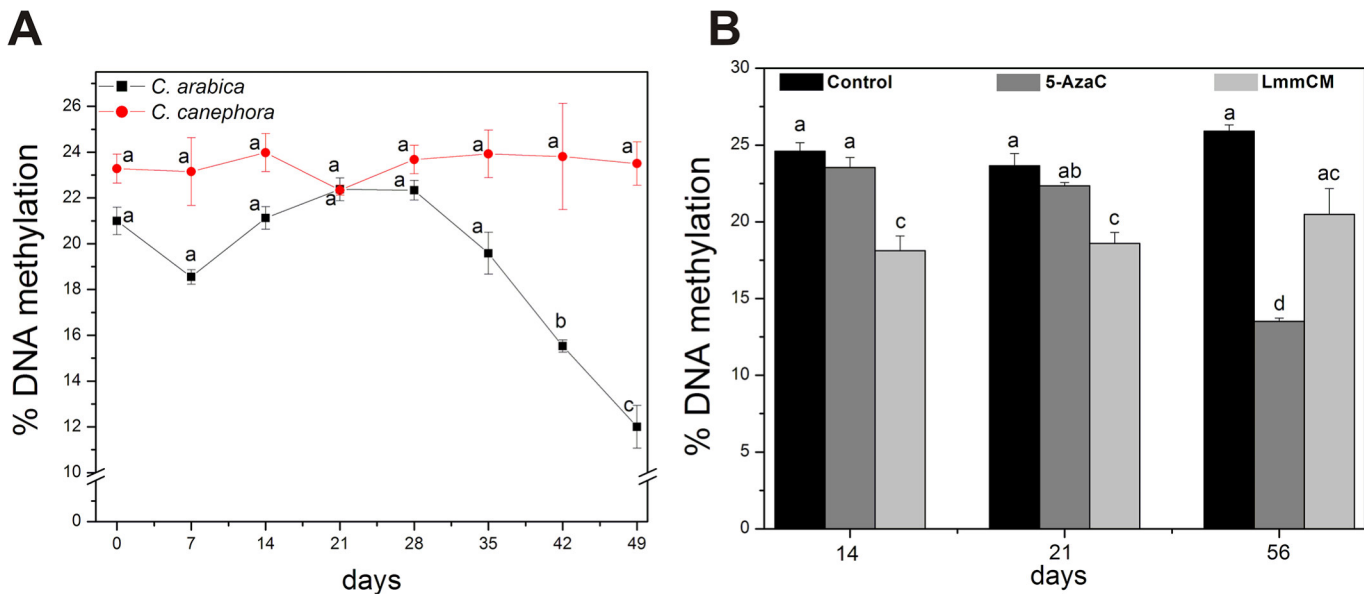 A
C. arabica
C. canephora
% DNA methylation
26
24
22
20
18
16
14
12
10
0
a a a a a a a a
a a a a a a b c
0 7 14 21 28 35 42 49
days
B
Control 5-AzaC LmmCM
% DNA methylation
30
25
20
15
10
5
0
a a c
a ab c
a d ac
14 21 56
days